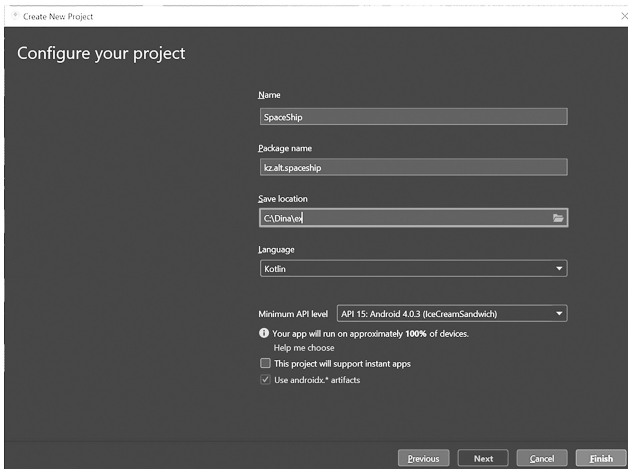 Create New Project
Configure your project
Name
SpaceShip
Package name
kz.alt.spaceship
Save location
C:\Dina\ex
Language
Kotlin
Minimum API level API 15: Android 4.0.3 (IceCreamSandwich)
Your app will run on approximately 100% of devices.
Help me choose
This project will support instant apps
Use androidx.* artifacts
Previous Next Cancel Finish